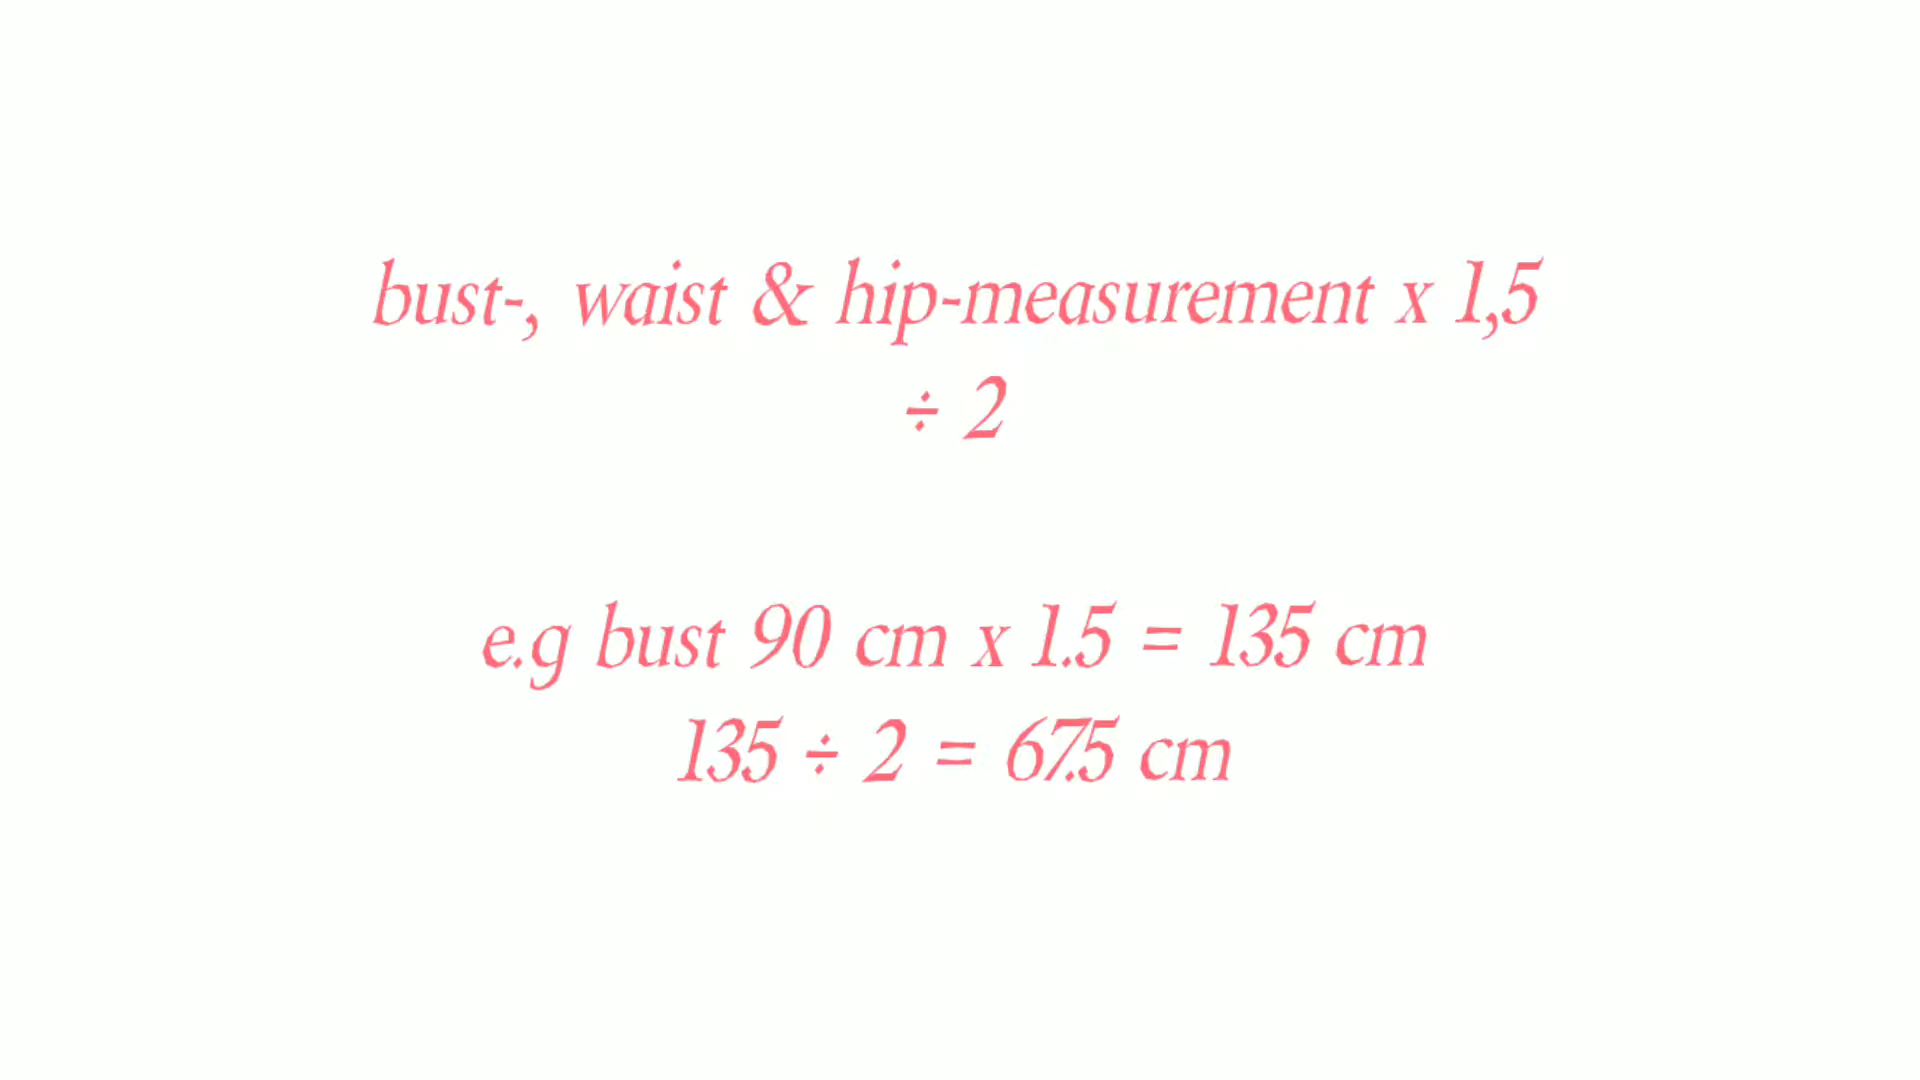 bust-, waist & hip-measurement x 1,5
÷ 2
e.g bust 90 cm x 1.5 = 135 cm
135 ÷ 2 = 67.5 cm